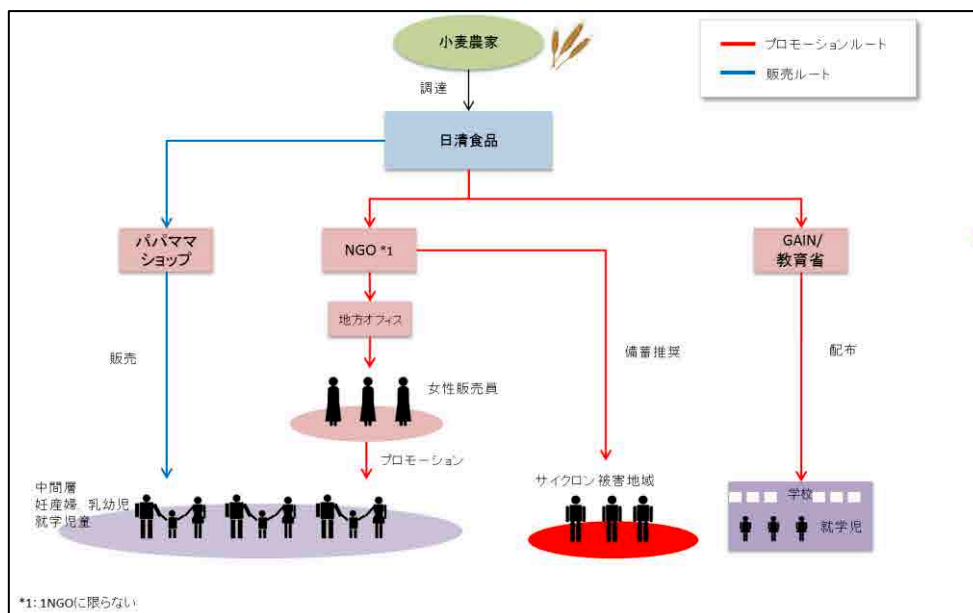 小麦農家
プロモーションルート
販売ルート
調達
日清食品
パパママ
ショップ
NGO *1
GAIN/
教育省
地方オフィス
販売
備蓄推奨
配布
女性販売員
プロモーション
サイクロン被害地域
中間層
妊産婦、乳幼児
就学児童
学校
就学児
*1: 1NGOに限らない